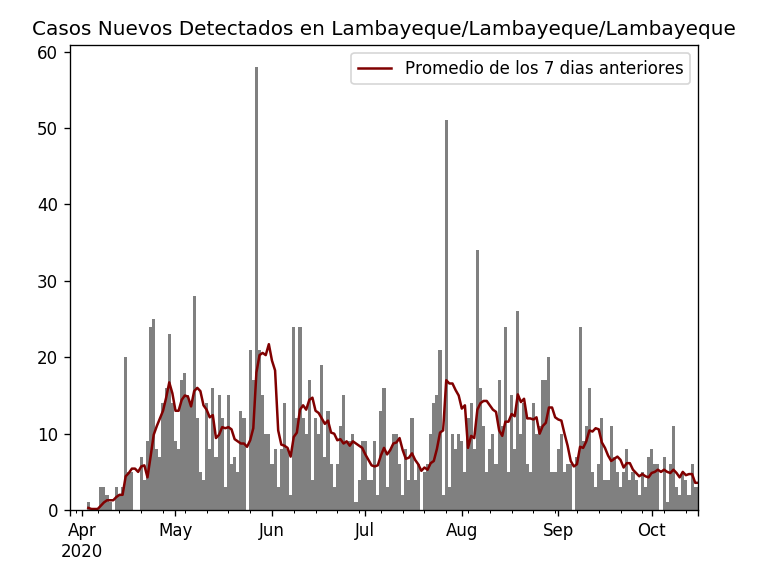 Casos Nuevos Detectados en Lambayeque/Lambayeque/Lambayeque
Promedio de los 7 dias anteriores
60
50
40
30
20
10
0
Apr May Jun Jul Aug Sep Oct
2020